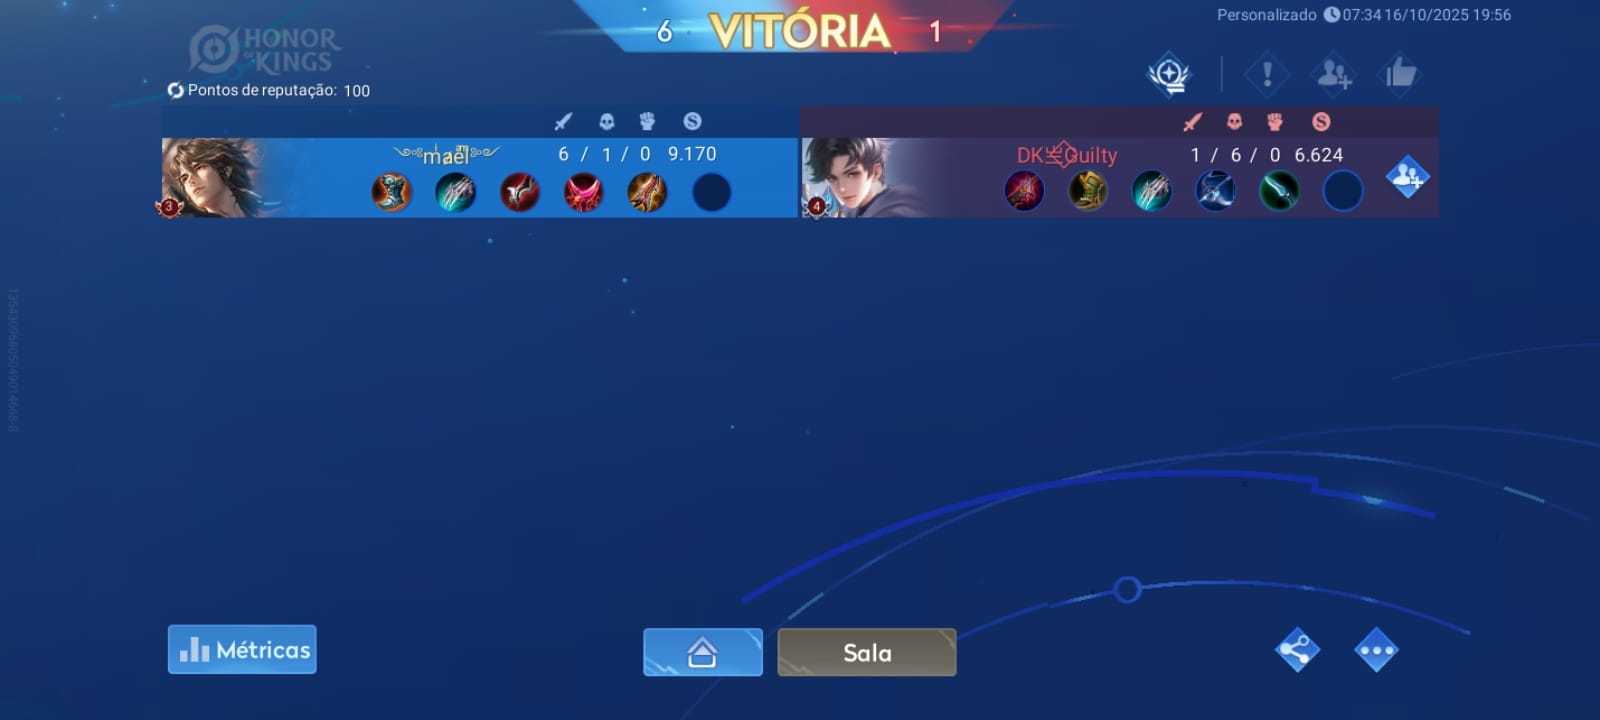 6 VITÓRIA 1
Personalizado 07:34 16/10/2025 19:56
HONOR OF KINGS
Pontos de reputação: 100
maël 6 / 1 / 0 9.170
3
DK Guilty 1 / 6 / 0 6.624
4
Métricas
Sala